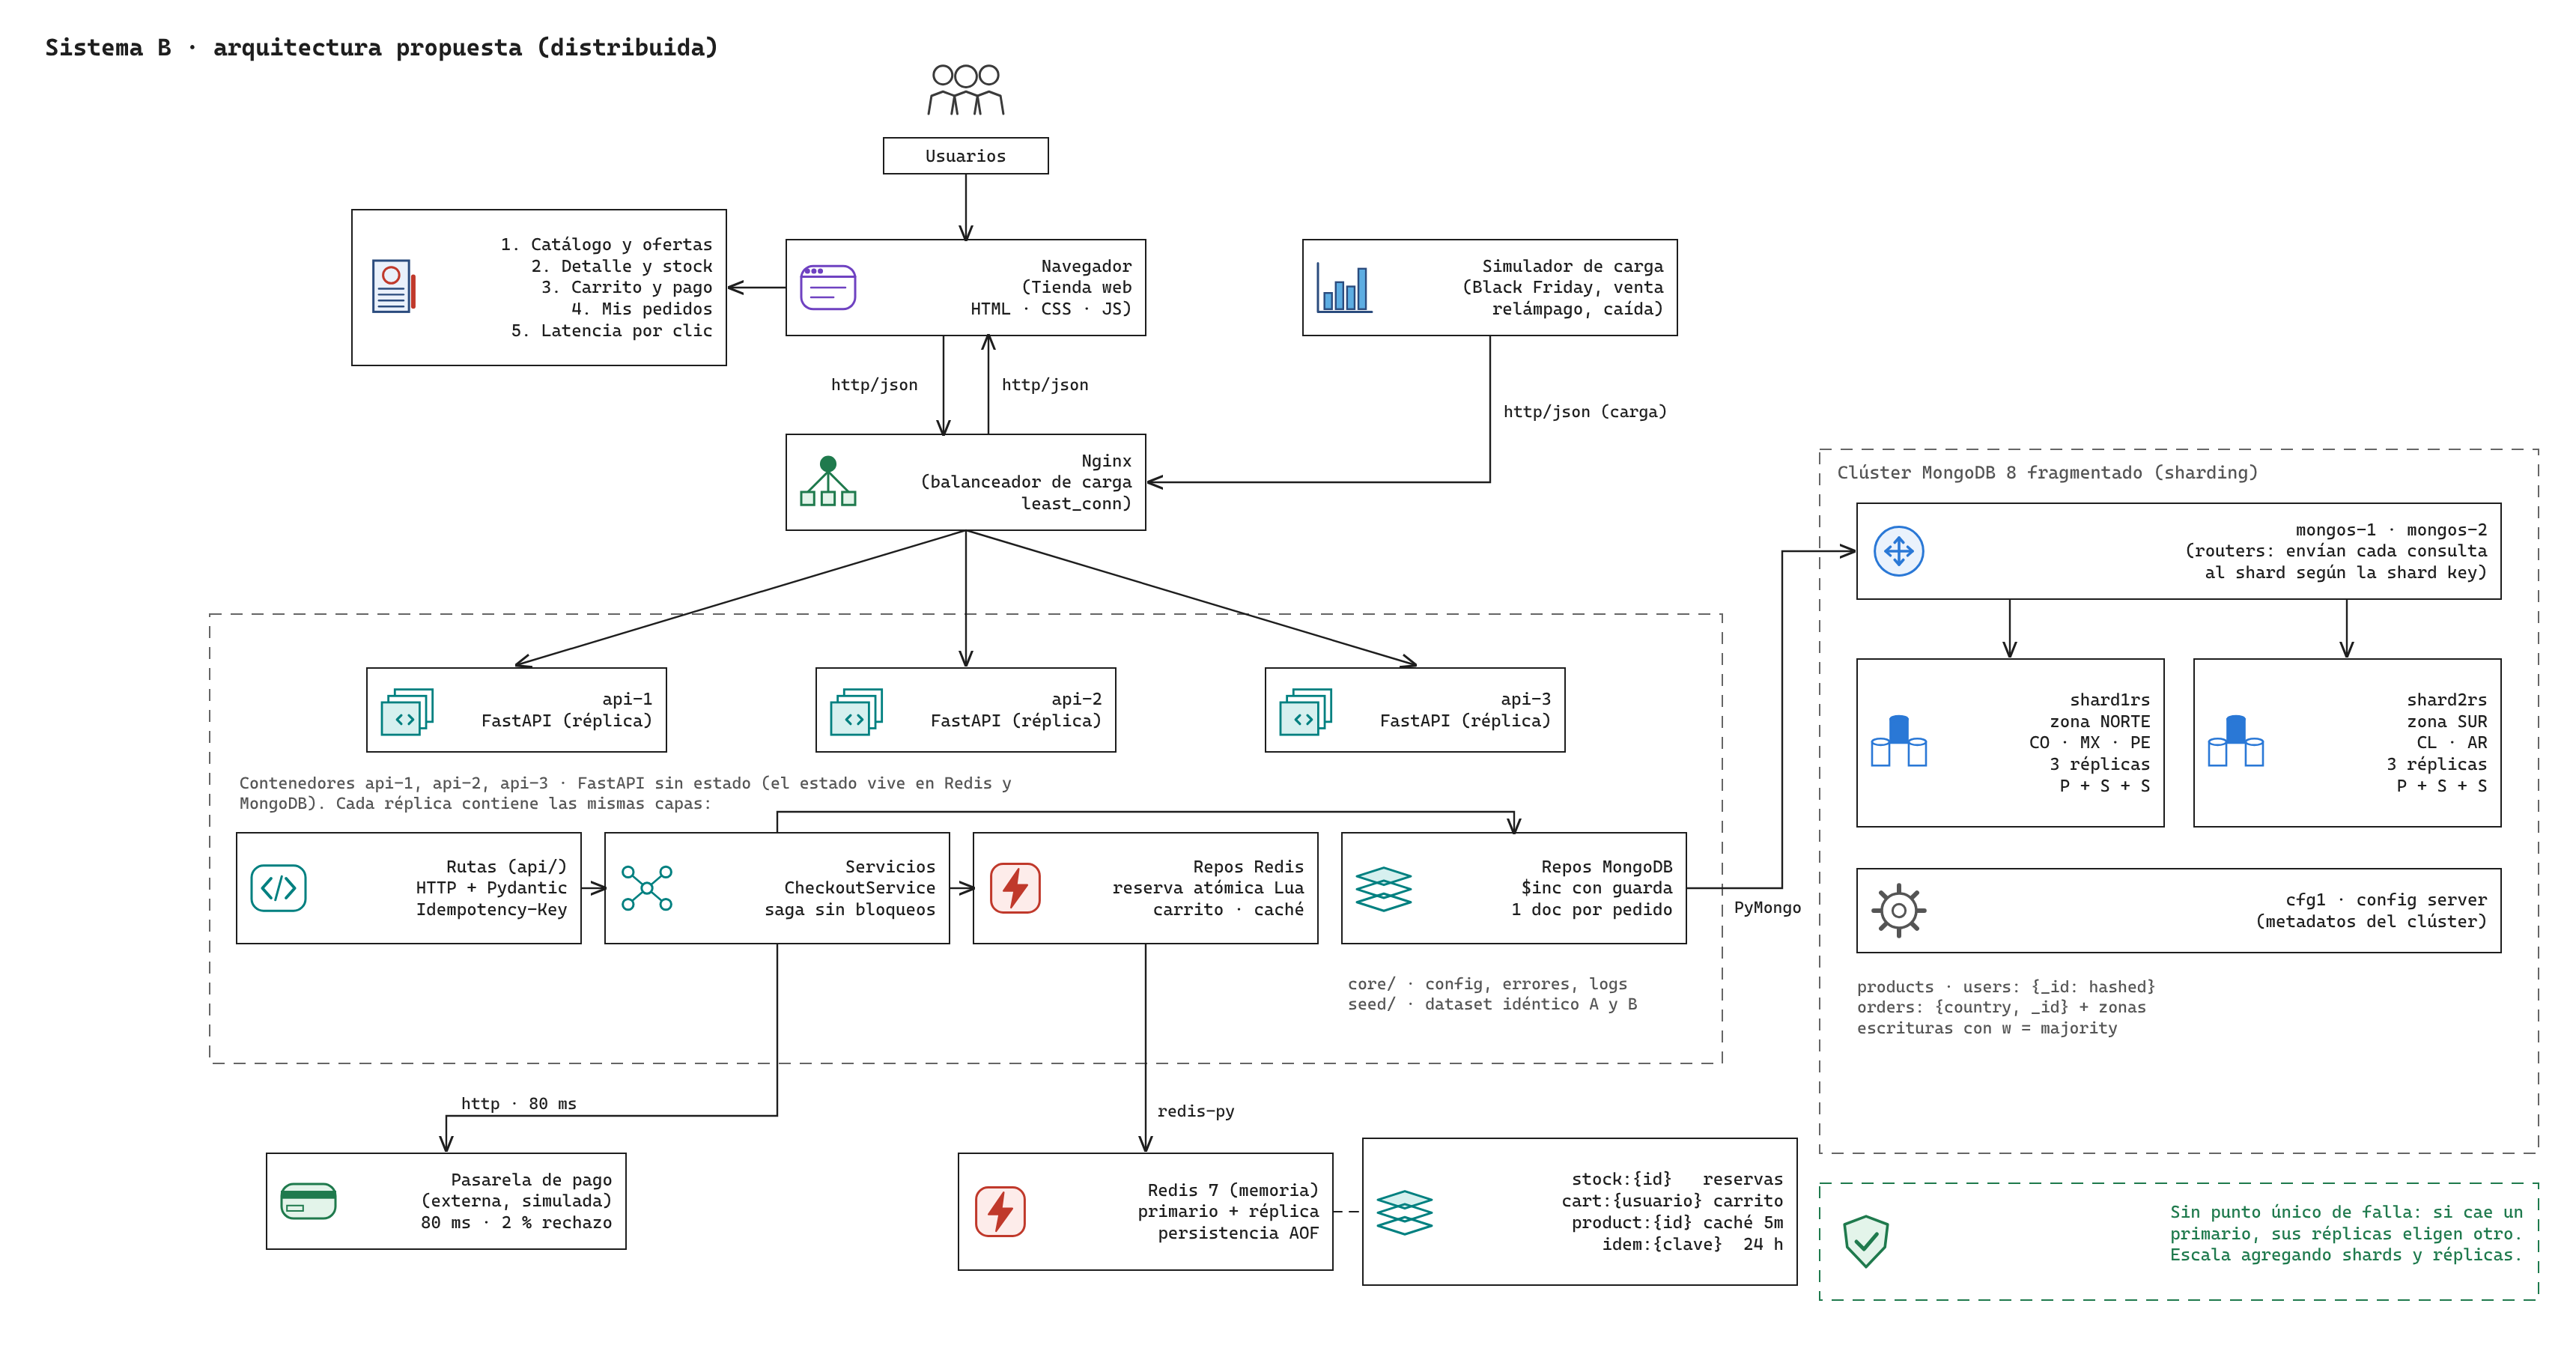 Sistema B · arquitectura propuesta (distribuida)
Usuarios
1. Catálogo y ofertas
2. Detalle y stock
3. Carrito y pago
4. Mis pedidos
5. Latencia por clic
Navegador
(Tienda web
HTML · CSS · JS)
Simulador de carga
(Black Friday, venta
relámpago, caída)
http/json
http/json
http/json (carga)
Nginx
(balanceador de carga
least_conn)
api-1
FastAPI (réplica)
api-2
FastAPI (réplica)
api-3
FastAPI (réplica)
Contenedores api-1, api-2, api-3 · FastAPI sin estado (el estado vive en Redis y
MongoDB). Cada réplica contiene las mismas capas:
Rutas (api/)
HTTP + Pydantic
Idempotency-Key
Servicios
CheckoutService
saga sin bloqueos
Repos Redis
reserva atómica Lua
carrito · caché
Repos MongoDB
$inc con guarda
1 doc por pedido
PyMongo
core/ · config, errores, logs
seed/ · dataset idéntico A y B
http · 80 ms
redis-py
Pasarela de pago
(externa, simulada)
80 ms · 2 % rechazo
Redis 7 (memoria)
primario + réplica
persistencia AOF
stock:{id}   reservas
cart:{usuario} carrito
product:{id} caché 5m
idem:{clave}  24 h
Clúster MongoDB 8 fragmentado (sharding)
mongos-1 · mongos-2
(routers: envían cada consulta
al shard según la shard key)
shard1rs
zona NORTE
CO · MX · PE
3 réplicas
P + S + S
shard2rs
zona SUR
CL · AR
3 réplicas
P + S + S
cfg1 · config server
(metadatos del clúster)
products · users: {_id: hashed}
orders: {country, _id} + zonas
escrituras con w = majority
Sin punto único de falla: si cae un
primario, sus réplicas eligen otro.
Escala agregando shards y réplicas.